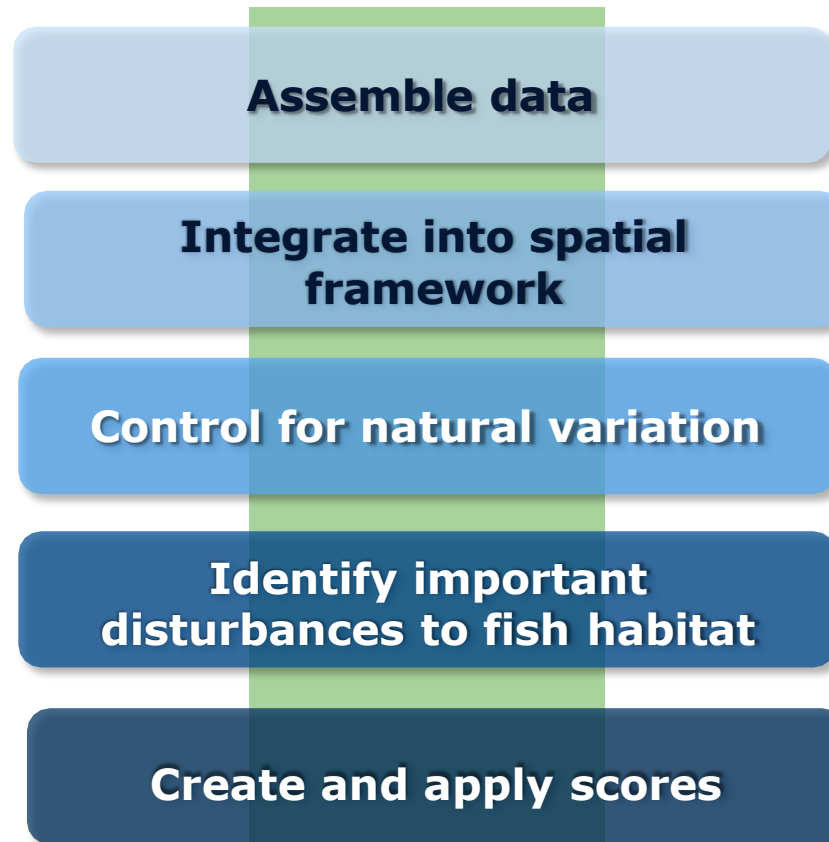 Assemble data
Integrate into spatial
framework
Control for natural variation
Identify important
disturbances to fish habitat
Create and apply scores